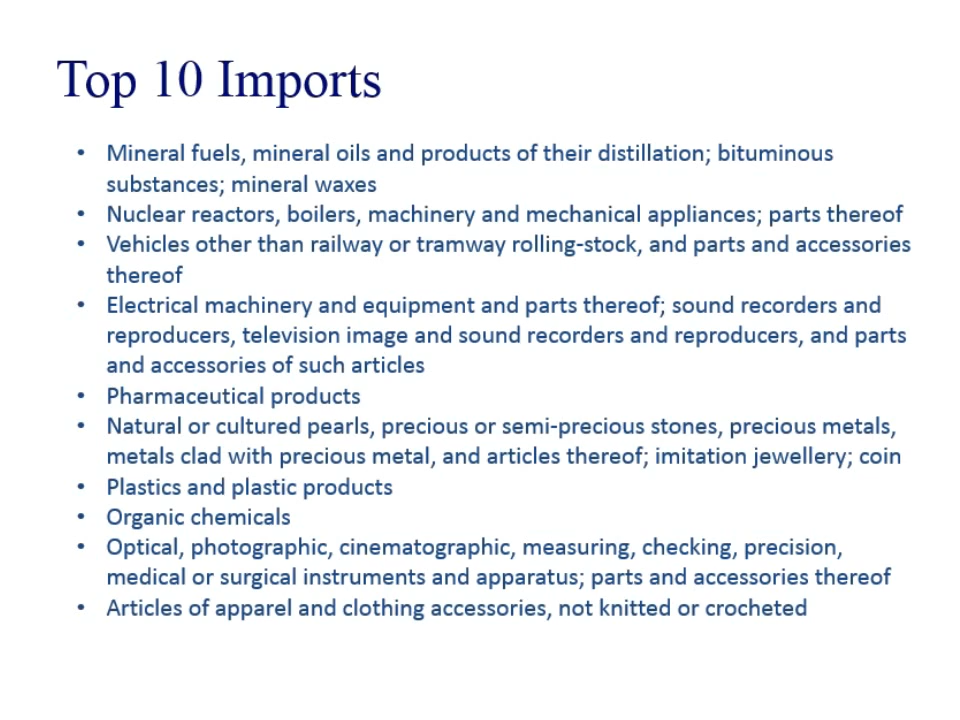 Top 10 Imports
• Mineral fuels, mineral oils and products of their distillation; bituminous
substances; mineral waxes
• Nuclear reactors, boilers, machinery and mechanical appliances; parts thereof
• Vehicles other than railway or tramway rolling-stock, and parts and accessories
thereof
• Electrical machinery and equipment and parts thereof; sound recorders and
reproducers, television image and sound recorders and reproducers, and parts
and accessories of such articles
• Pharmaceutical products
• Natural or cultured pearls, precious or semi-precious stones, precious metals,
metals clad with precious metal, and articles thereof; imitation jewellery; coin
• Plastics and plastic products
• Organic chemicals
• Optical, photographic, cinematographic, measuring, checking, precision,
medical or surgical instruments and apparatus; parts and accessories thereof
• Articles of apparel and clothing accessories, not knitted or crocheted